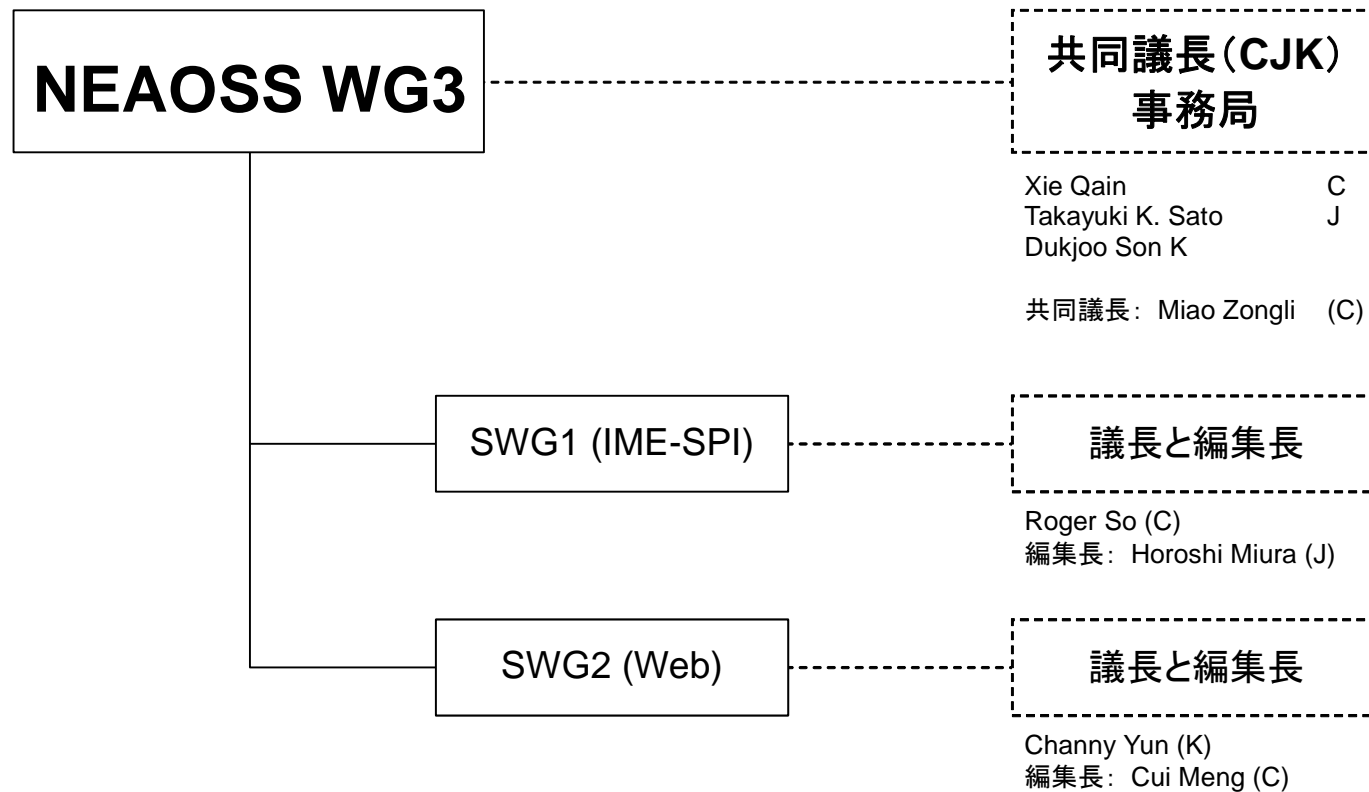 NEAOSS WG3
共同議長（CJK）
事務局
Xie Qain C
Takayuki K. Sato J
Dukjoo Son K
共同議長： Miao Zongli (C)
SWG1 (IME-SPI)
議長と編集長
Roger So (C)
編集長： Horoshi Miura (J)
SWG2 (Web)
議長と編集長
Channy Yun (K)
編集長： Cui Meng (C)